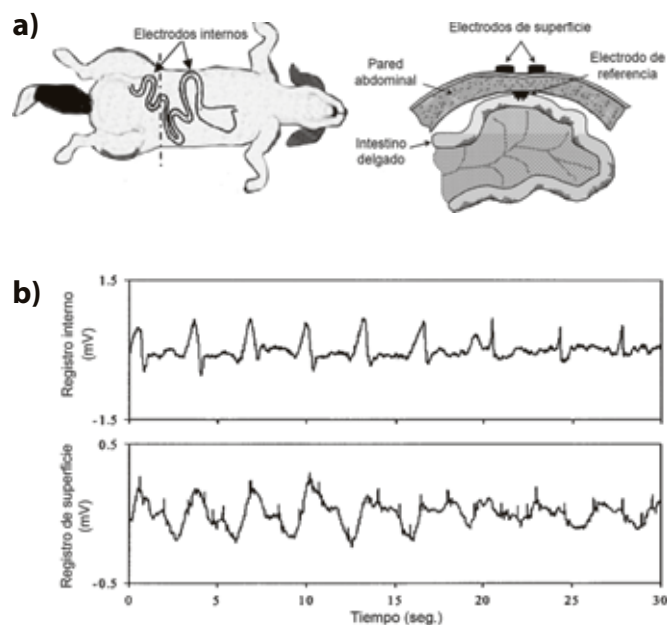 a)
Electrodos internos
Electrodos de superficie
Pared
abdominal
Electrodo de
referencia
Intestino
delgado
b)
Registro interno
(mV)
1.5
-1.5
Registro de superficie
(mV)
0.5
-0.5
0 5 10 15 20 25 30
Tiempo (seg.)